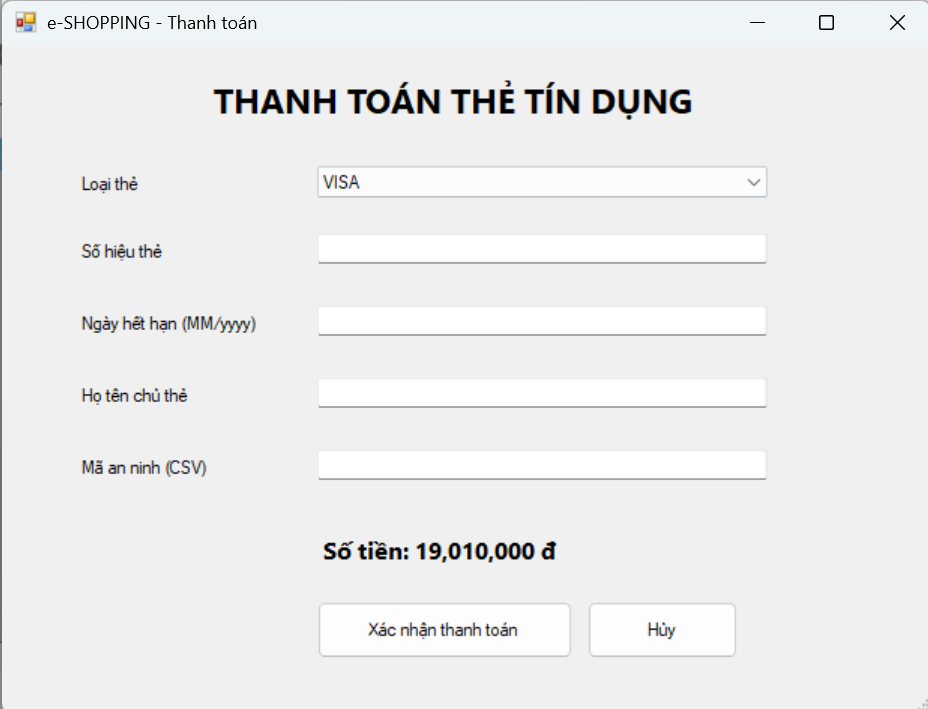 e-SHOPPING - Thanh toán
THANH TOÁN THẺ TÍN DỤNG
Loại thẻ
VISA
Số hiệu thẻ
Ngày hết hạn (MM/yyyy)
Họ tên chủ thẻ
Mã an ninh (CSV)
Số tiền: 19,010,000 đ
Xác nhận thanh toán
Hủy